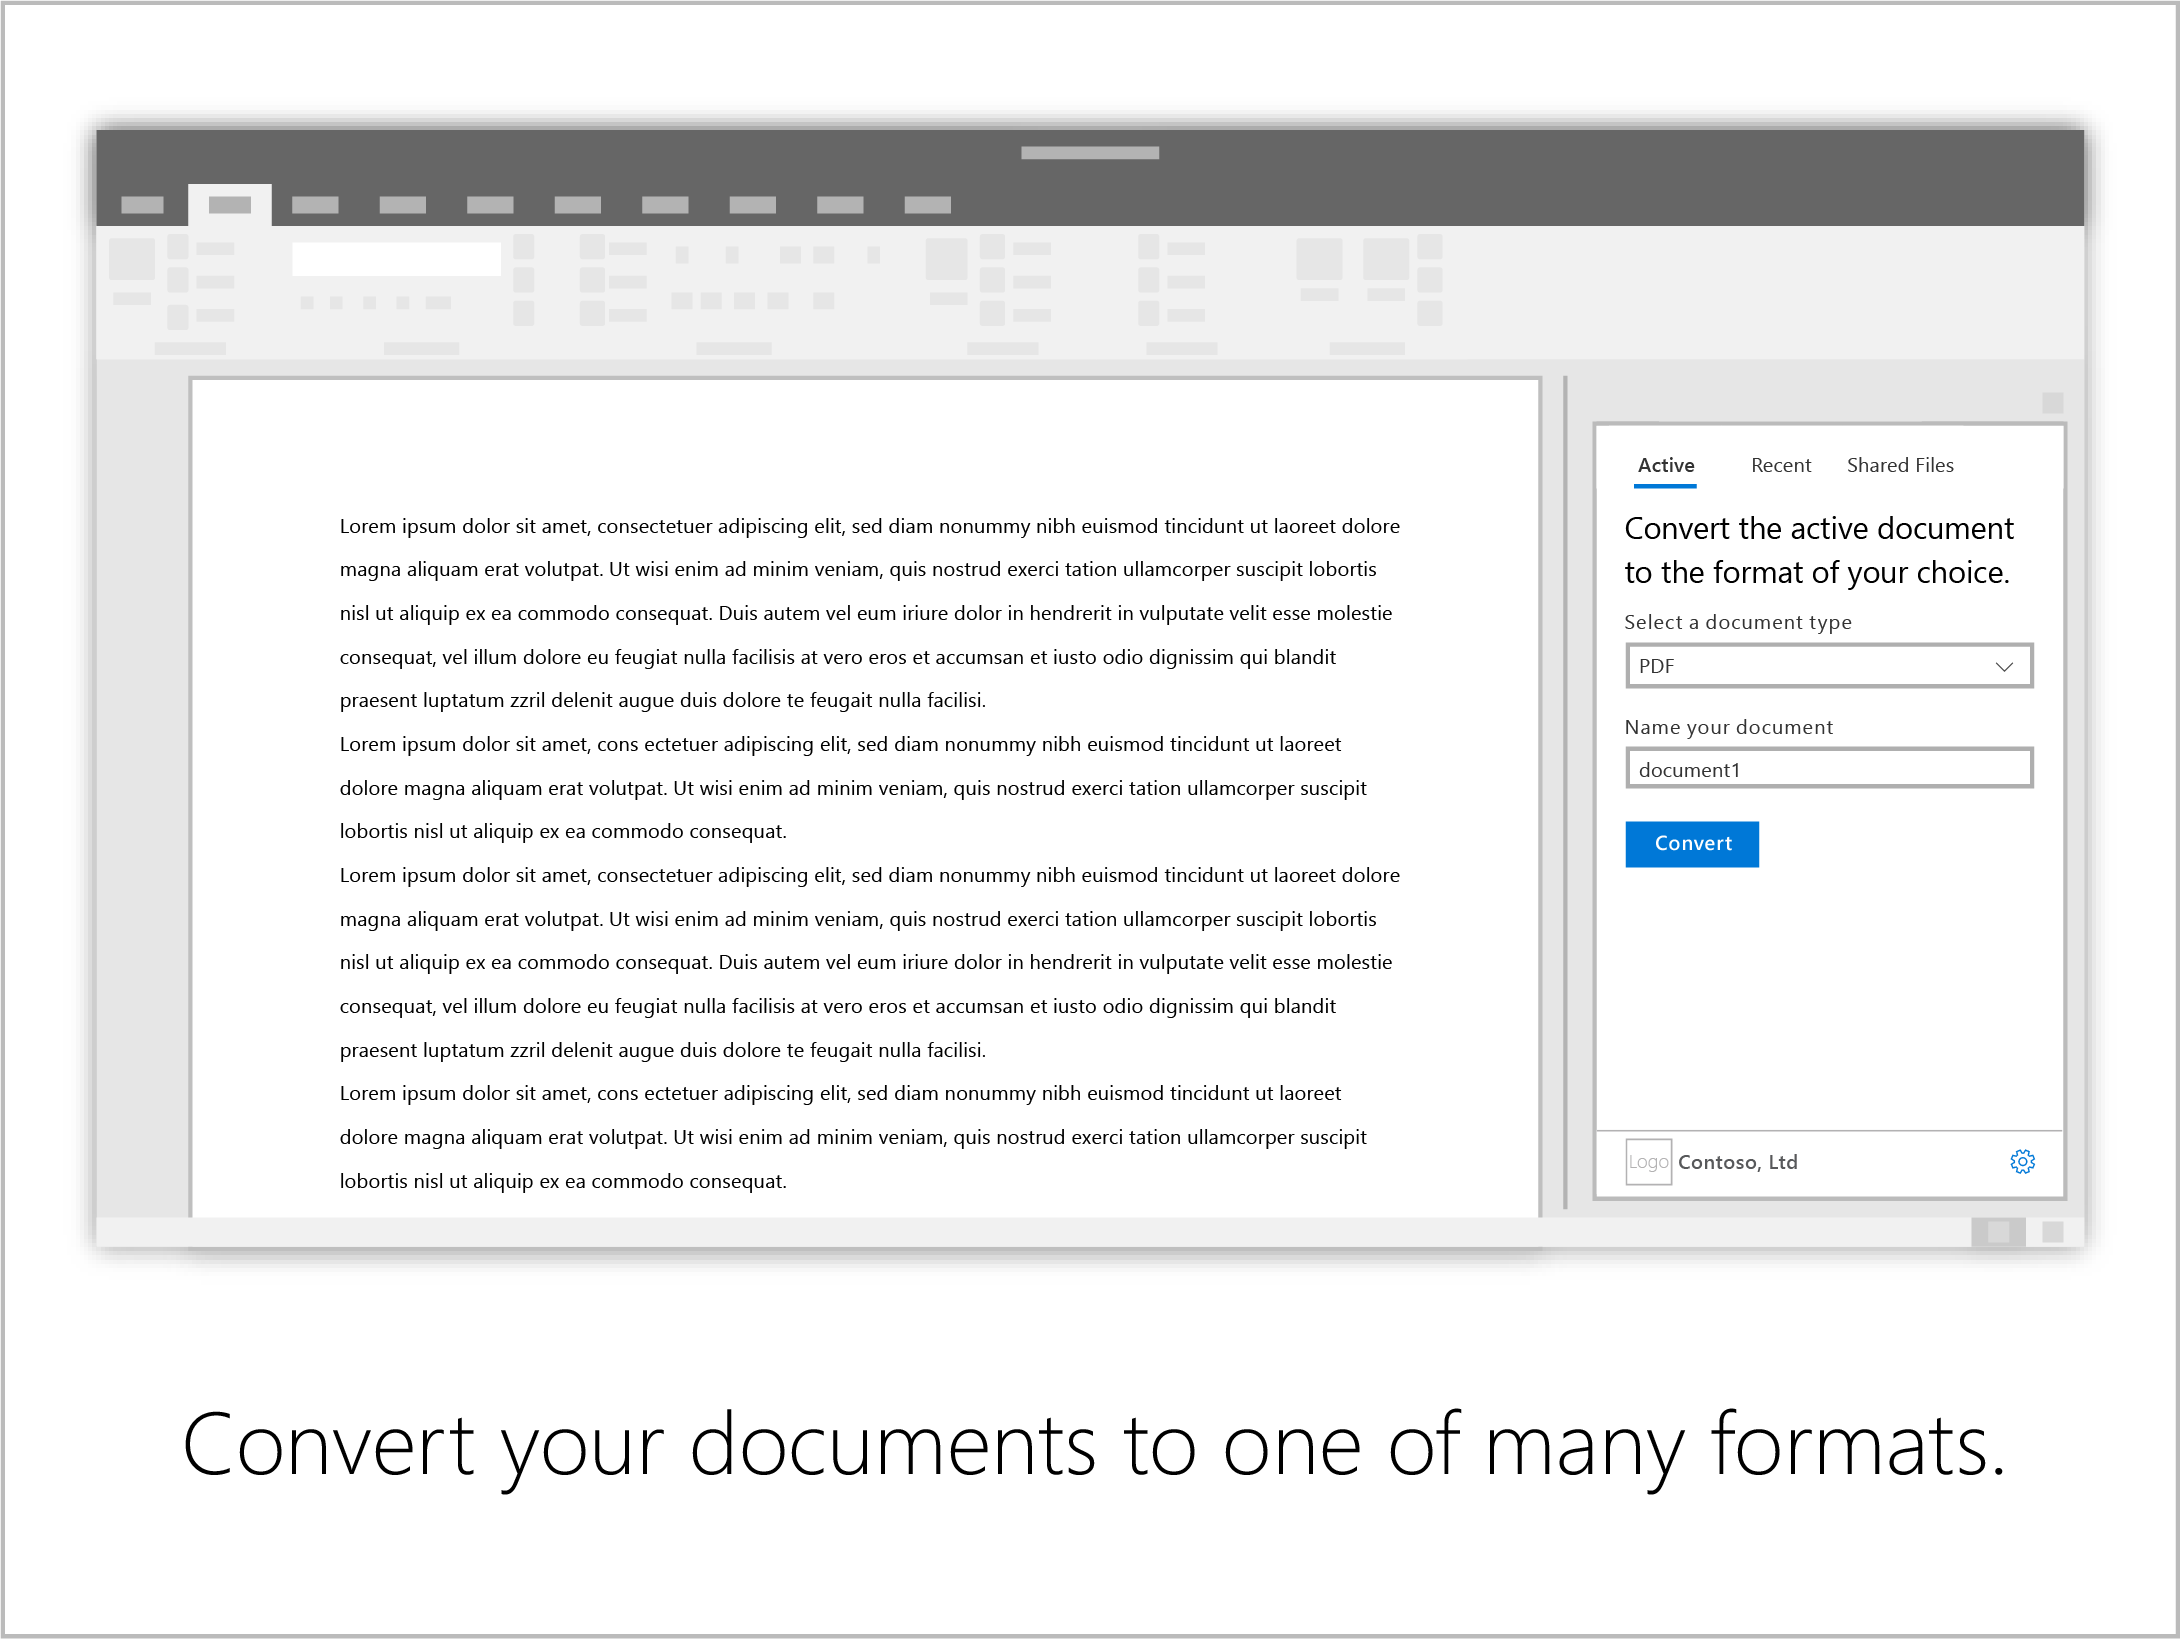 Lorem ipsum dolor sit amet, consectetuer adipiscing elit, sed diam nonummy nibh euismod tincidunt ut laoreet dolore
magna aliquam erat volutpat. Ut wisi enim ad minim veniam, quis nostrud exerci tation ullamcorper suscipit lobortis
nisl ut aliquip ex ea commodo consequat. Duis autem vel eum iriure dolor in hendrerit in vulputate velit esse molestie
consequat, vel illum dolore eu feugiat nulla facilisis at vero eros et accumsan et iusto odio dignissim qui blandit
praesent luptatum zzril delenit augue duis dolore te feugait nulla facilisi.
Lorem ipsum dolor sit amet, cons ectetuer adipiscing elit, sed diam nonummy nibh euismod tincidunt ut laoreet
dolore magna aliquam erat volutpat. Ut wisi enim ad minim veniam, quis nostrud exerci tation ullamcorper suscipit
lobortis nisl ut aliquip ex ea commodo consequat.
Lorem ipsum dolor sit amet, consectetuer adipiscing elit, sed diam nonummy nibh euismod tincidunt ut laoreet dolore
magna aliquam erat volutpat. Ut wisi enim ad minim veniam, quis nostrud exerci tation ullamcorper suscipit lobortis
nisl ut aliquip ex ea commodo consequat. Duis autem vel eum iriure dolor in hendrerit in vulputate velit esse molestie
consequat, vel illum dolore eu feugiat nulla facilisis at vero eros et accumsan et iusto odio dignissim qui blandit
praesent luptatum zzril delenit augue duis dolore te feugait nulla facilisi.
Lorem ipsum dolor sit amet, cons ectetuer adipiscing elit, sed diam nonummy nibh euismod tincidunt ut laoreet
dolore magna aliquam erat volutpat. Ut wisi enim ad minim veniam, quis nostrud exerci tation ullamcorper suscipit
lobortis nisl ut aliquip ex ea commodo consequat.
Active Recent Shared Files
Convert the active document
to the format of your choice.
Select a document type
PDF
Name your document
document1
Convert
Logo Contoso, Ltd
Convert your documents to one of many formats.